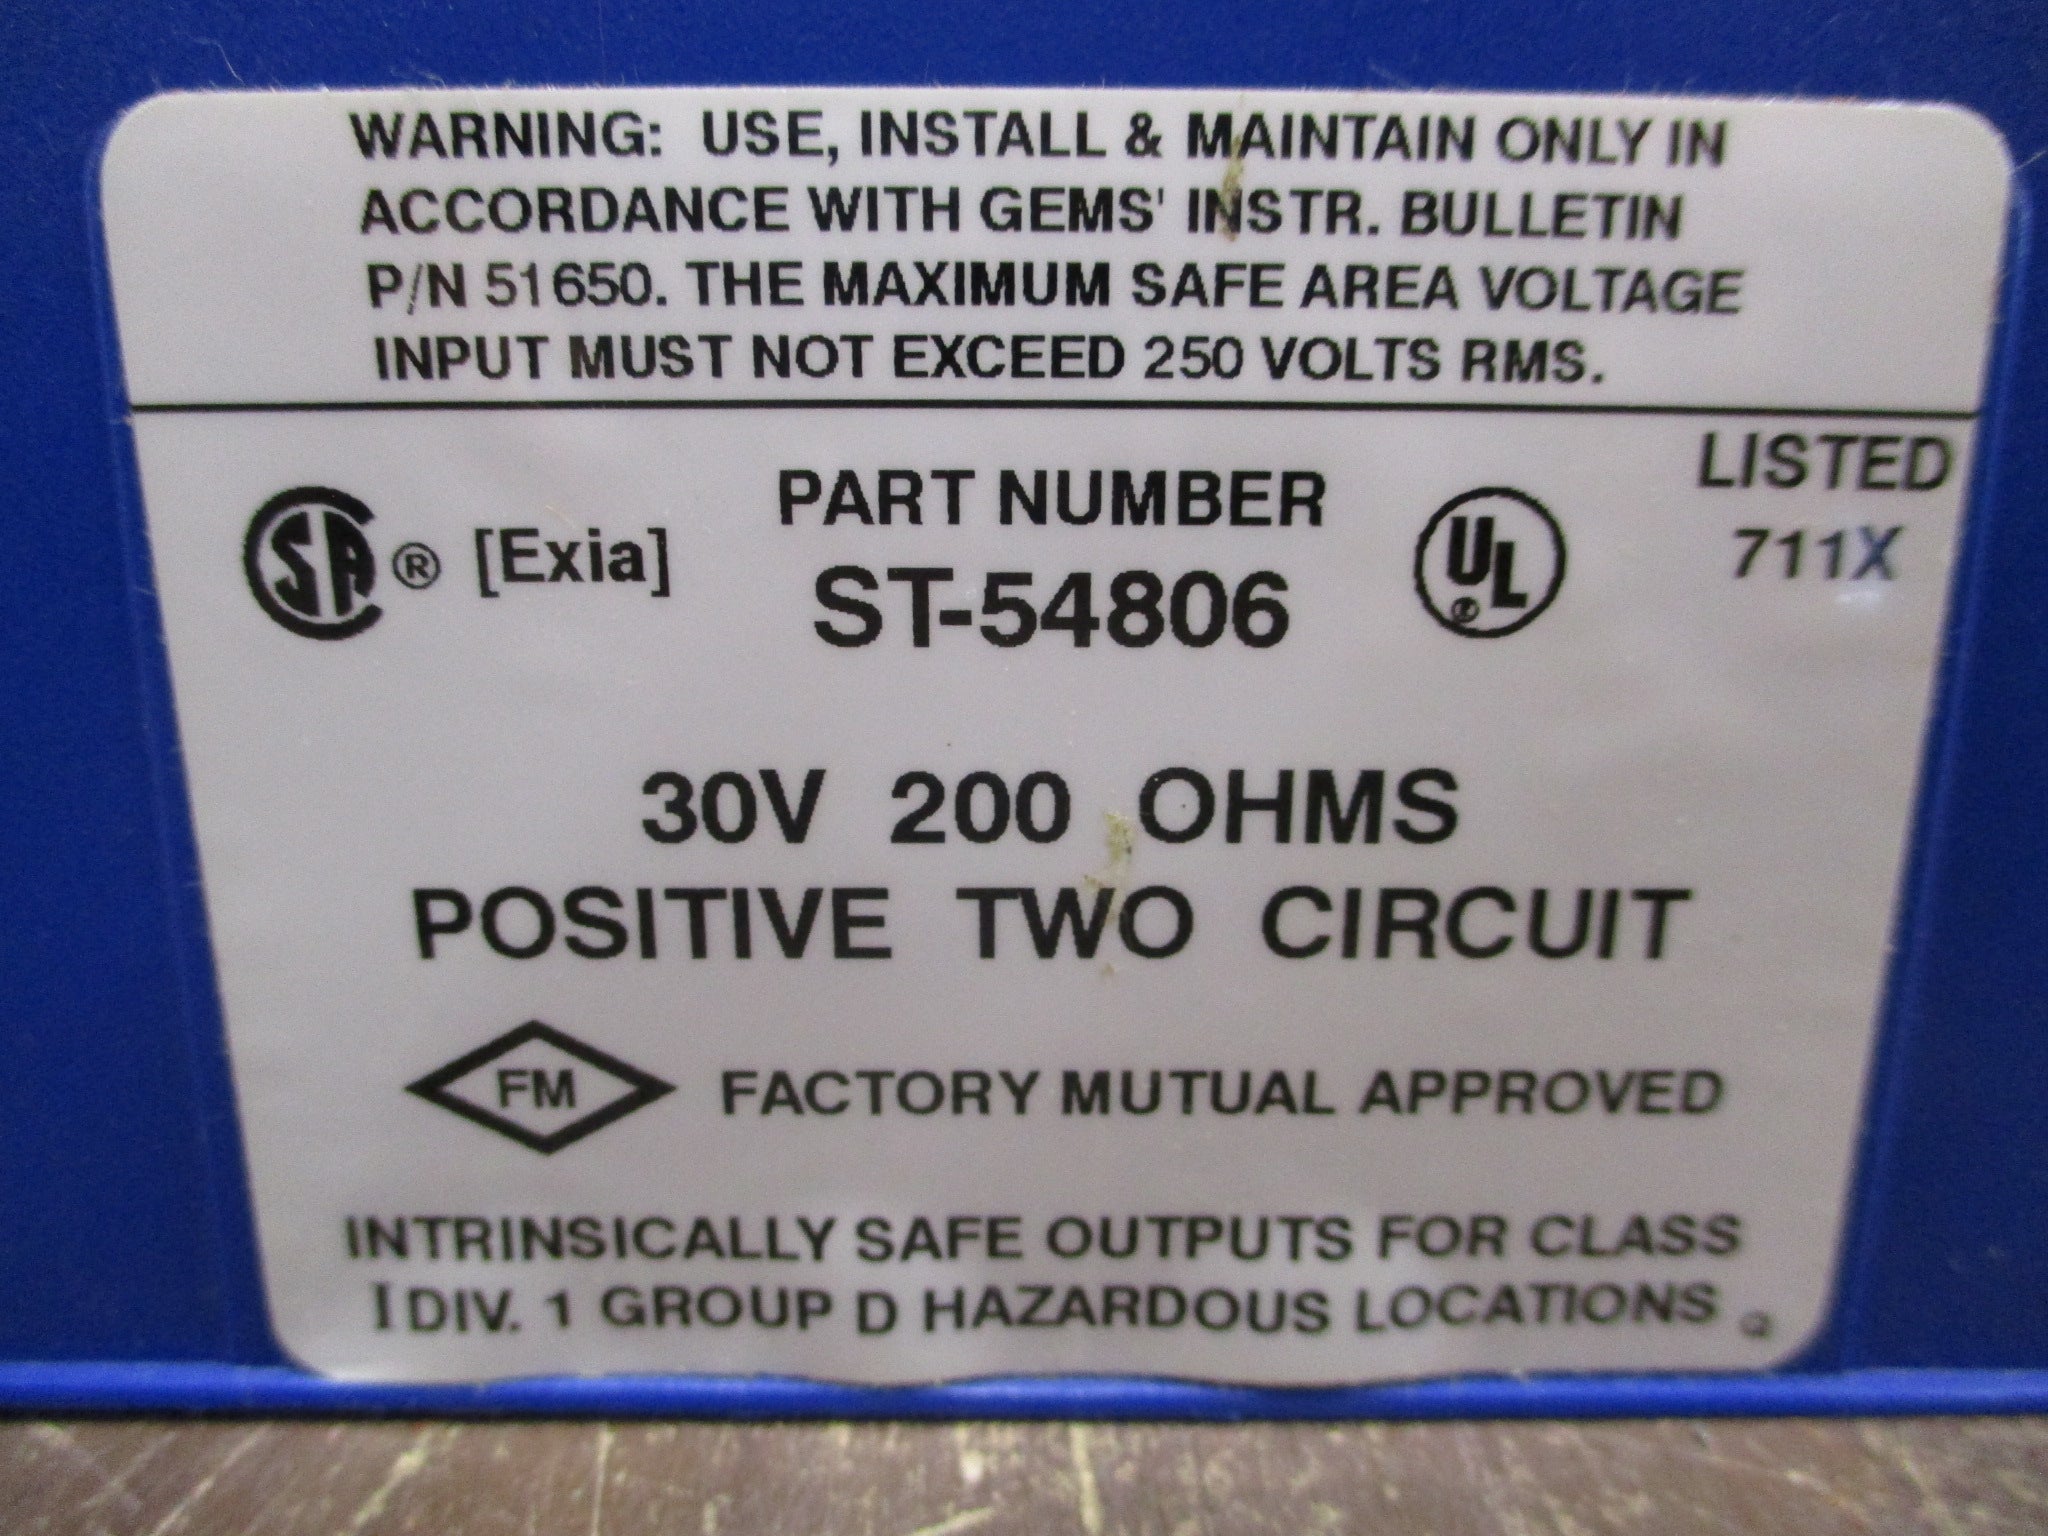 WARNING: USE, INSTALL & MAINTAIN ONLY IN
ACCORDANCE WITH GEMS' INSTR. BULLETIN
P/N 51650. THE MAXIMUM SAFE AREA VOLTAGE
INPUT MUST NOT EXCEED 250 VOLTS RMS.
SA ® [Exia]
PART NUMBER
ST-54806
UL ®
LISTED
711X
30V 200 OHMS
POSITIVE TWO CIRCUIT
FM FACTORY MUTUAL APPROVED
INTRINSICALLY SAFE OUTPUTS FOR CLASS
I DIV. 1 GROUP D HAZARDOUS LOCATIONS